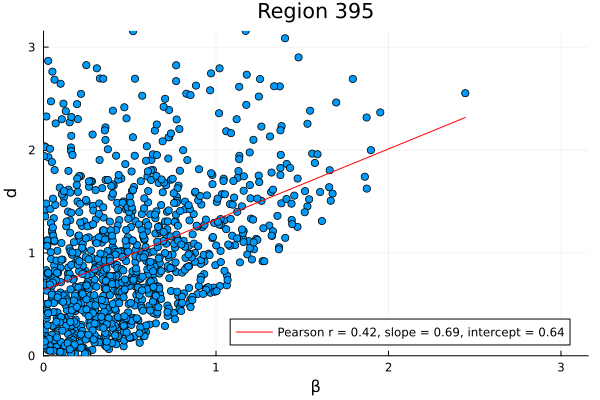 Region 395
3
2
1
0
d
0
1
2
3
β
Pearson r = 0.42, slope = 0.69, intercept = 0.64